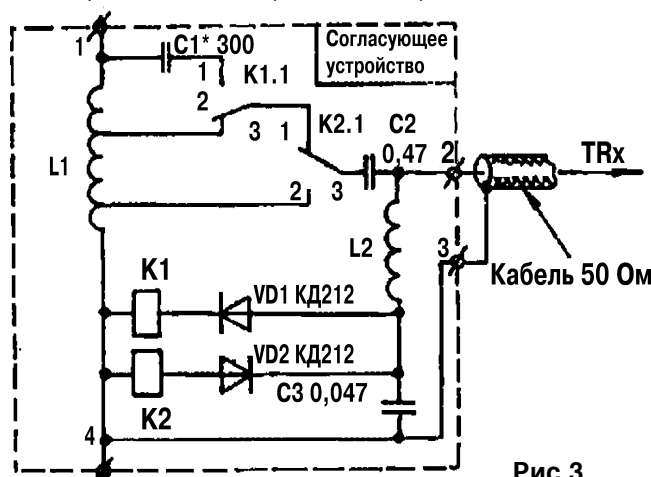 1
C1* 300
Согласующее
устройство
1
K1.1
2
3
1
K2.1
C2
0,47
2
TRx
L1
2
3
L2
3
Кабель 50 Ом
K1
VD1 КД212
VD2 КД212
K2
C3 0,047
4
Рис 3